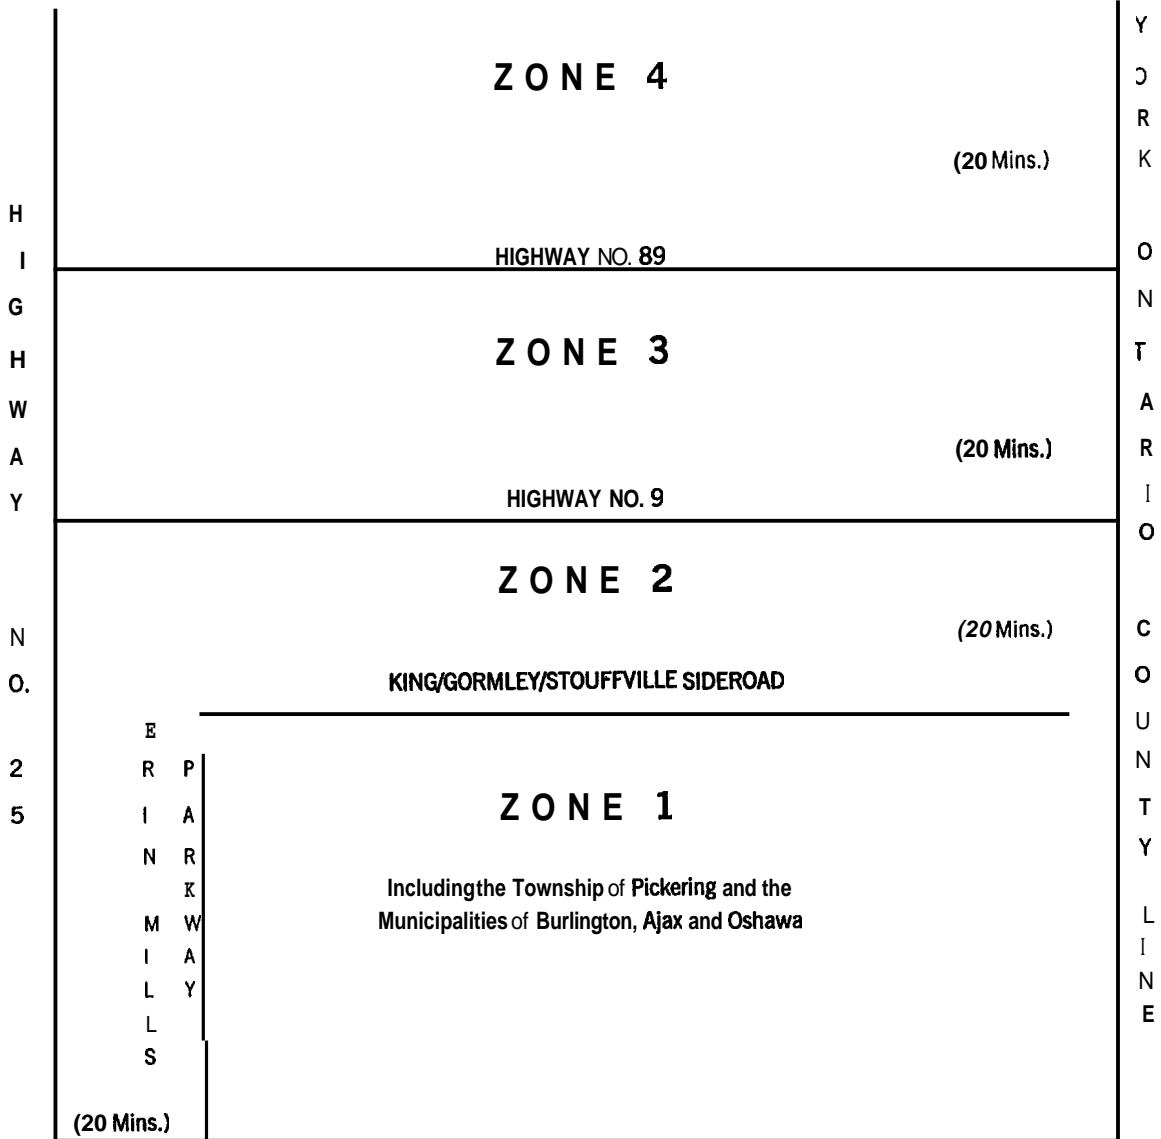 ZONE 4
(20 Mins.)
HIGHWAY NO. 89
ZONE 3
(20 Mins.)
HIGHWAY NO. 9
ZONE 2
(20 Mins.)
KING/GORMLEY/STOUFFVILLE SIDEROAD
ZONE 1
Including the Township of Pickering and the
Municipalities of Burlington, Ajax and Oshawa
(20 Mins.)
HIGHWAY NO. 25
ERIN MILLS
PARKWAY
YORK ONTARIO COUNTY LINE